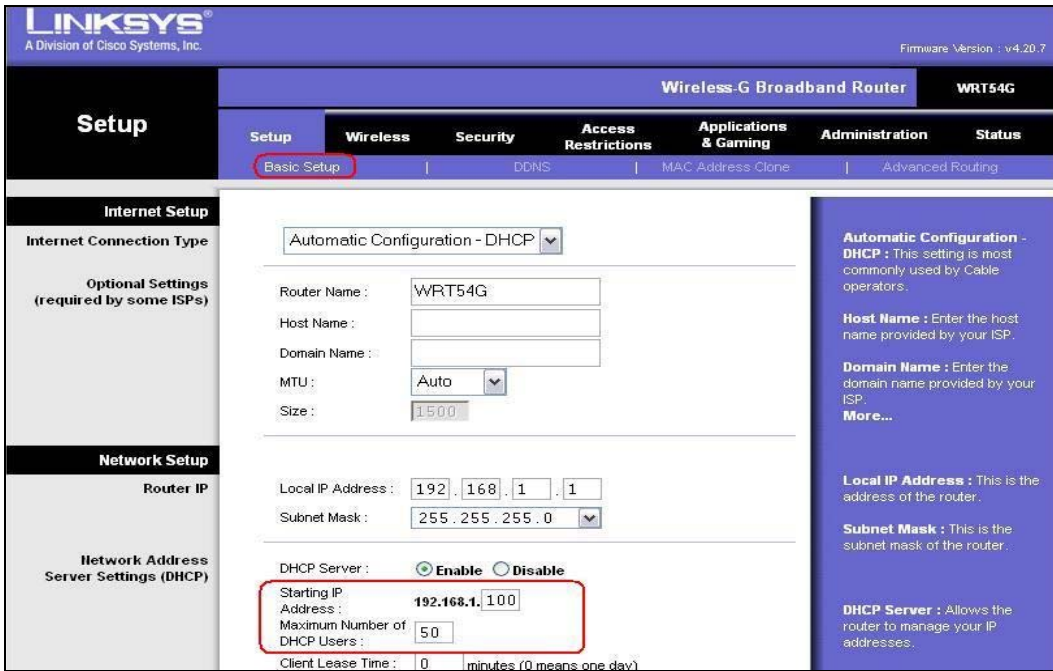 LINKSYS®
A Division of Cisco Systems, Inc.
Firmware Version : v4.20.7
Wireless-G Broadband Router WRT54G
Setup
Setup Wireless Security Access Restrictions Applications & Gaming Administration Status
Basic Setup | DDNS | MAC Address Clone | Advanced Routing
Internet Setup
Internet Connection Type
Automatic Configuration - DHCP
Optional Settings
(required by some ISPs)
Router Name : WRT54G
Host Name :
Domain Name :
MTU : Auto
Size : 1500
Network Setup
Router IP
Local IP Address : 192 . 168 . 1 . 1
Subnet Mask : 255.255.255.0
Network Address
Server Settings (DHCP)
DHCP Server : Enable Disable
Starting IP
Address : 192.168.1. 100
Maximum Number of
DHCP Users : 50
Client Lease Time : 0 minutes (0 means one day)
Automatic Configuration -
DHCP : This setting is most
commonly used by Cable
operators.
Host Name : Enter the host
name provided by your ISP.
Domain Name : Enter the
domain name provided by your
ISP.
More...
Local IP Address : This is the
address of the router.
Subnet Mask : This is the
subnet mask of the router.
DHCP Server : Allows the
router to manage your IP
addresses.